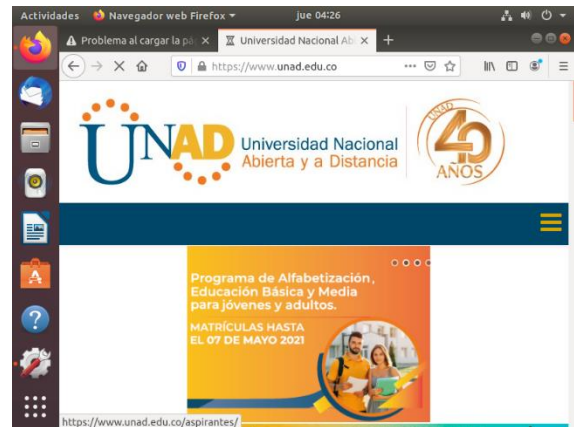 Actividades
Navegador web Firefox
jue 04:26
Problema al cargar la pá
Universidad Nacional Ab
https://www.unad.edu.co
UNAD
Universidad Nacional
Abierta y a Distancia
UNAD
40
AÑOS
Programa de Alfabetización,
Educación Básica y Media
para jóvenes y adultos.
MATRÍCULAS HASTA
EL 07 DE MAYO 2021
https://www.unad.edu.co/aspirantes/